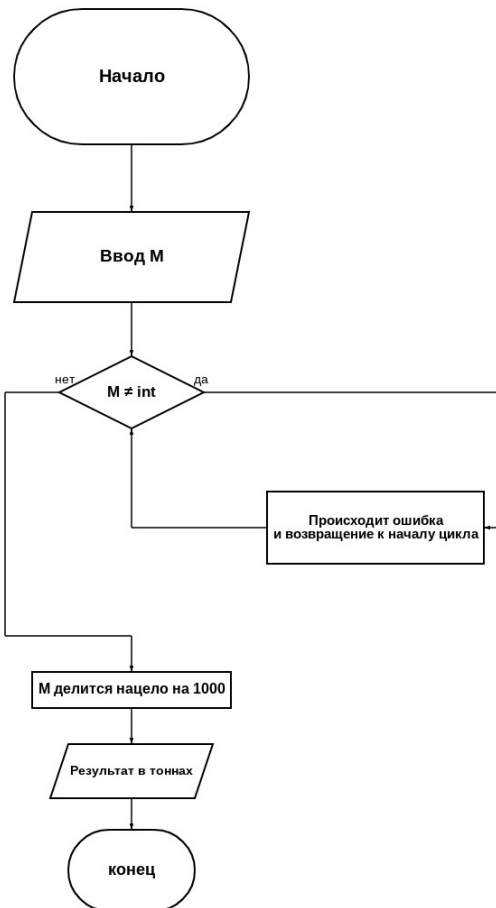 Начало
Ввод М
нет
да
М ≠ int
Происходит ошибка
и возвращение к началу цикла
М делится нацело на 1000
Результат в тоннах
конец